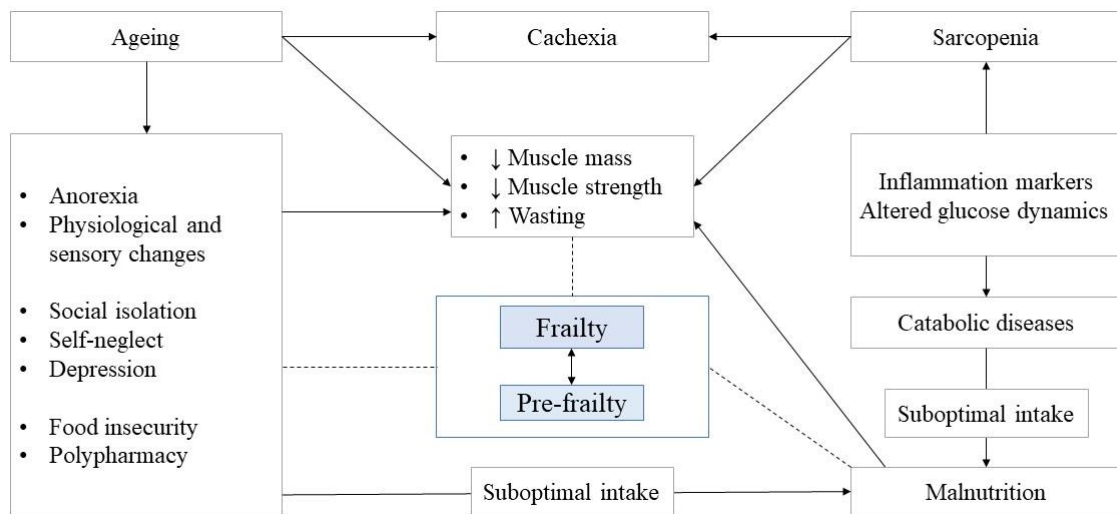 Ageing
Cachexia
Sarcopenia
• ↓ Muscle mass
• ↓ Muscle strength
• ↑ Wasting
• Anorexia
• Physiological and
sensory changes
• Social isolation
• Self-neglect
• Depression
• Food insecurity
• Polypharmacy
Inflammation markers
Altered glucose dynamics
Frailty
Pre-frailty
Catabolic diseases
Suboptimal intake
Suboptimal intake
Malnutrition